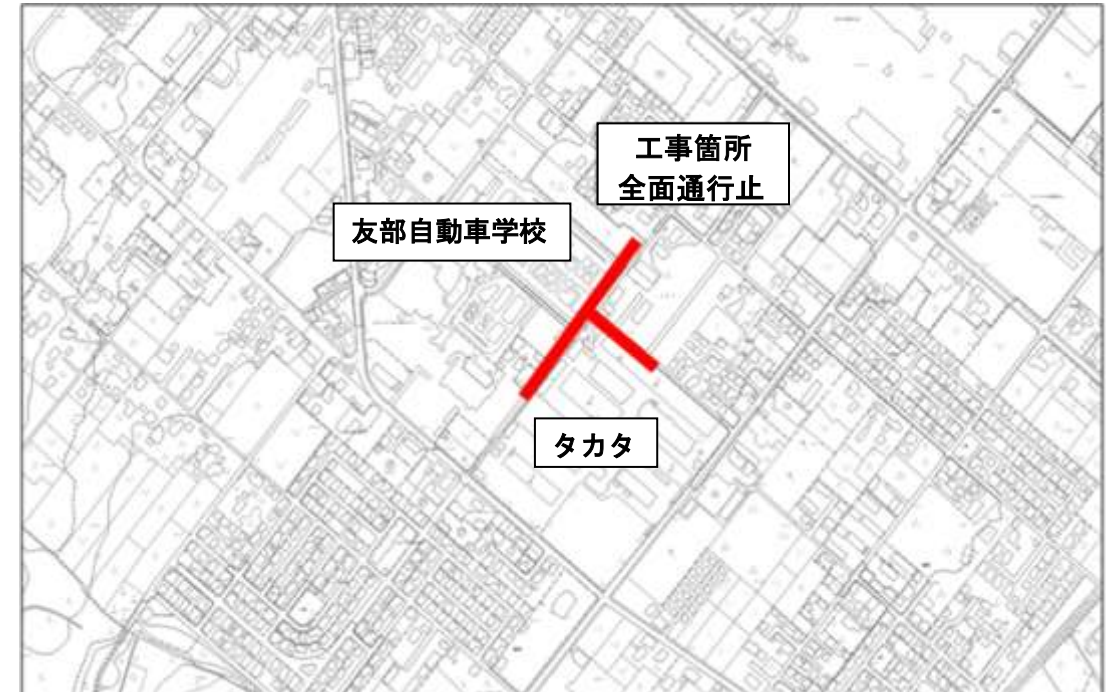 工事箇所
全面通行止
友部自動車学校
タカタ